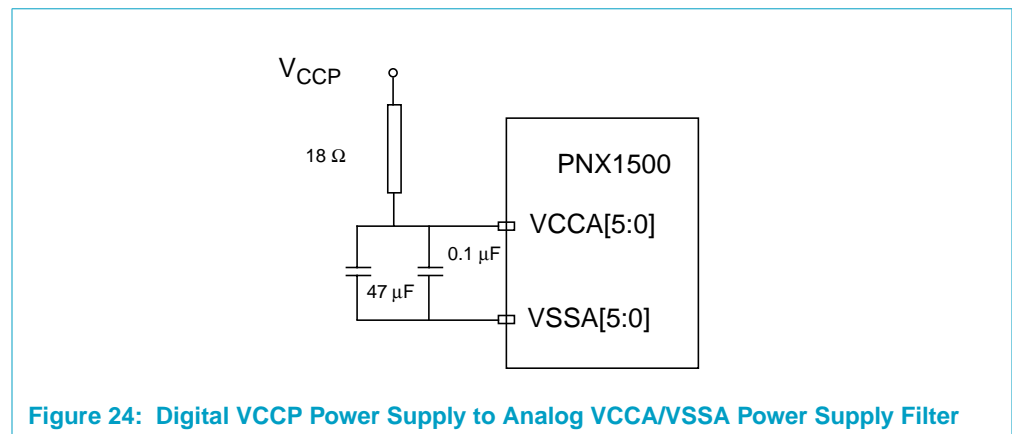 VCCP
18 Ω
PNX1500
VCCA[5:0]
0.1 μF
47 μF
VSSA[5:0]
Figure 24: Digital VCCP Power Supply to Analog VCCA/VSSA Power Supply Filter